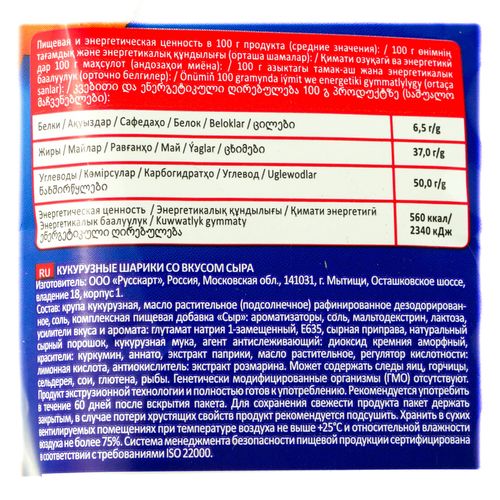 Пищевая и энергетическая ценность в 100 г продукта (средние значения): / 100 г өнімнің
тағамдық және энергетикалық құндылығы (орташа шамалар): / Қимати озуқагӣ ва энергетикӣ
дар 100 г маҳсулот (андозаҳои миёна): / 100 г азыктагы тамак-аш жана энергетикалык
баалуулук (орточо белгилер): / Önümiň 100 gramynda iýmit we energetiki gymmatlylygy (ortaça
sanlar): / კვებითი და ენერგეტიკული ღირებულება 100 გ პროდუქტზე (საშუალო
მაჩვენებლები):
Белки / Ақуыздар / Сафедаҳо / Белок / Beloklar / ცილები 6,5 г/g
Жиры / Майлар / Равғанҳо / Май / Ýaglar / ცხიმები 37,0 г/g
Углеводы / Көмірсулар / Карбогидратҳо / Углевод / Uglewodlar
ნახშირწყლები 50,0 г/g
Энергетическая ценность / Энергетикалық құндылығы / Қимати энергетигӣ
Энергетикалык баалуулук / Kuwwatlyk gymmaty 560 ккал/
ენერგეტიკული ღირებულება 2340 кДж
RU КУКУРУЗНЫЕ ШАРИКИ СО ВКУСОМ СЫРА
Изготовитель: ООО «Русскарт», Россия, Московская обл., 141031, г. Мытищи, Осташковское шоссе,
владение 18, корпус 1.
Состав: крупа кукурузная, масло растительное (подсолнечное) рафинированное дезодорирован-
ное, соль, комплексная пищевая добавка «Сыр»: ароматизаторы, соль, мальтодекстрин, лактоза,
усилители вкуса и аромата: глутамат натрия 1-замещенный, Е635, сырная приправа, натуральный
сырный порошок, кукурузная мука, агент антислеживающий: диоксид кремния аморфный,
красители: куркумин, аннато, экстракт паприки, масло растительное, регулятор кислотности:
лимонная кислота, антиокислитель: экстракт розмарина. Может содержать следы яиц, горчицы,
сельдерея, сои, глютена, рыбы. Генетически модифицированные организмы (ГМО) отсутствуют.
Продукт экструзионной технологии и полностью готов к употреблению. Рекомендуется употребить
в течение 60 дней после вскрытия пакета. Для сохранения свежести продукта пакет держать
закрытым, в случае потери хрустящих свойств продукт рекомендуется подсушить. Хранить в сухих
вентилируемых помещениях при температуре воздуха не выше +25°С и относительной влажности
воздуха не более 75%. Система менеджмента безопасности пищевой продукции сертифицирована
в соответствии с требованиями ISO 22000.